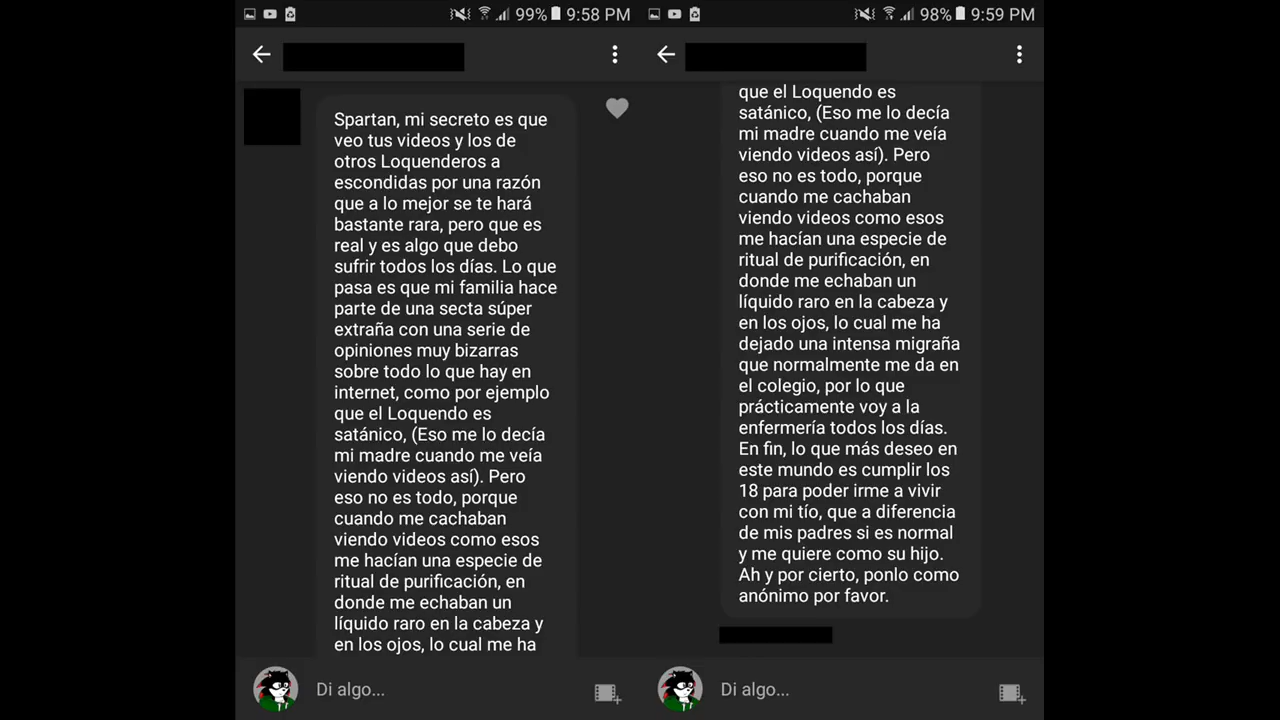 99% 9:58 PM
Spartan, mi secreto es que
veo tus videos y los de
otros Loquenderos a
escondidas por una razón
que a lo mejor se te hará
bastante rara, pero que es
real y es algo que debo
sufrir todos los días. Lo que
pasa es que mi familia hace
parte de una secta súper
extraña con una serie de
opiniones muy bizarras
sobre todo lo que hay en
internet, como por ejemplo
que el Loquendo es
satánico, (Eso me lo decía
mi madre cuando me veía
viendo videos así). Pero
eso no es todo, porque
cuando me cachaban
viendo videos como esos
me hacían una especie de
ritual de purificación, en
donde me echaban un
líquido raro en la cabeza y
en los ojos, lo cual me ha
Di algo...
98% 9:59 PM
que el Loquendo es
satánico, (Eso me lo decía
mi madre cuando me veía
viendo videos así). Pero
eso no es todo, porque
cuando me cachaban
viendo videos como esos
me hacían una especie de
ritual de purificación, en
donde me echaban un
líquido raro en la cabeza y
en los ojos, lo cual me ha
dejado una intensa migraña
que normalmente me da en
el colegio, por lo que
prácticamente voy a la
enfermería todos los días.
En fin, lo que más deseo en
este mundo es cumplir los
18 para poder irme a vivir
con mi tío, que a diferencia
de mis padres si es normal
y me quiere como su hijo.
Ah y por cierto, ponlo como
anónimo por favor.
Di algo...